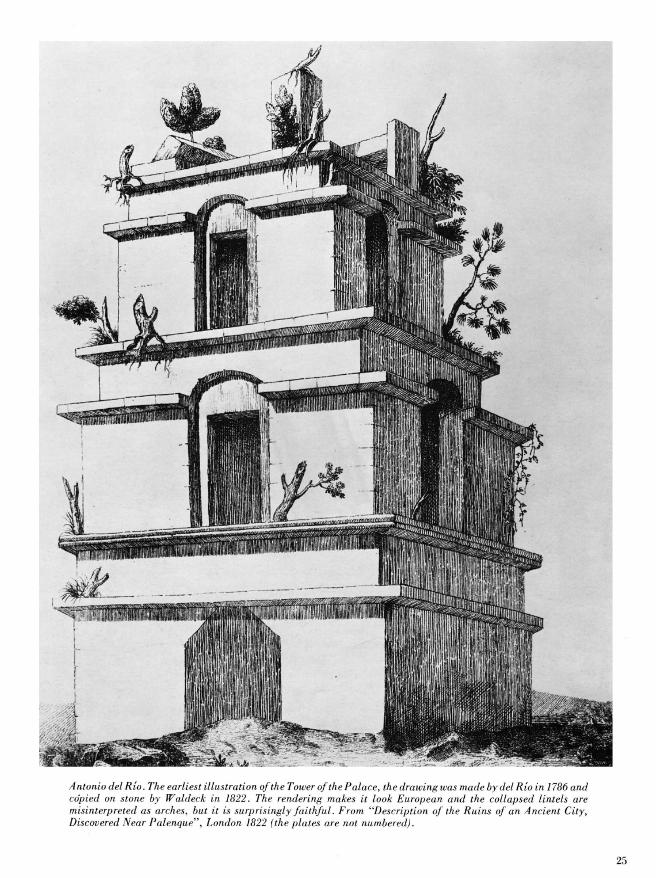 Antonio del Río. The earliest illustration of the Tower of the Palace, the drawing was made by del Río in 1786 and
cópied on stone by Waldeck in 1822. The rendering makes it look European and the collapsed lintels are
misinterpreted as arches, but it is surprisingly faithful. From “Description of the Ruins of an Ancient City,
Discovered Near Palenque”, London 1822 (the plates are not numbered).
25